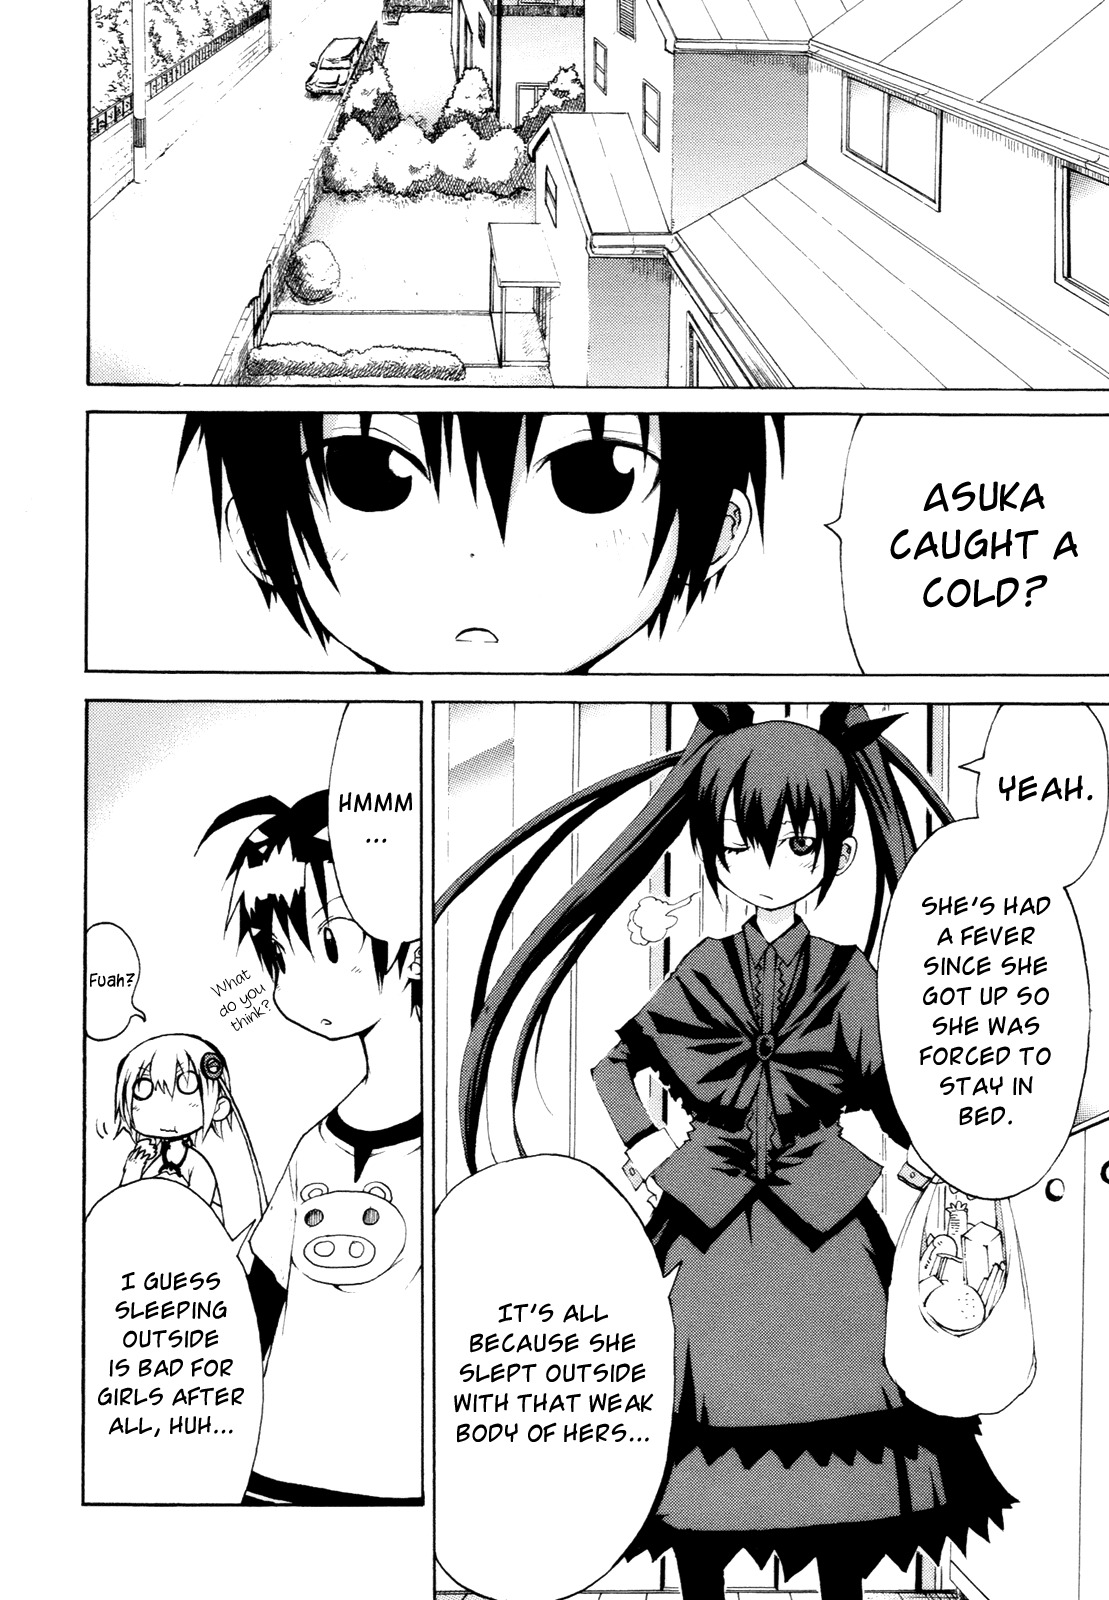 ASUKA
CAUGHT A
COLD?
YEAH.
SHE'S HAD
A FEVER
SINCE SHE
GOT UP SO
SHE WAS
FORCED TO
STAY IN
BED.
IT'S ALL
BECAUSE SHE
SLEPT OUTSIDE
WITH THAT WEAK
BODY OF HERS...
HMMM
...
What
do you
think?
Fuah?
I GUESS
SLEEPING
OUTSIDE
IS BAD FOR
GIRLS AFTER
ALL, HUH...